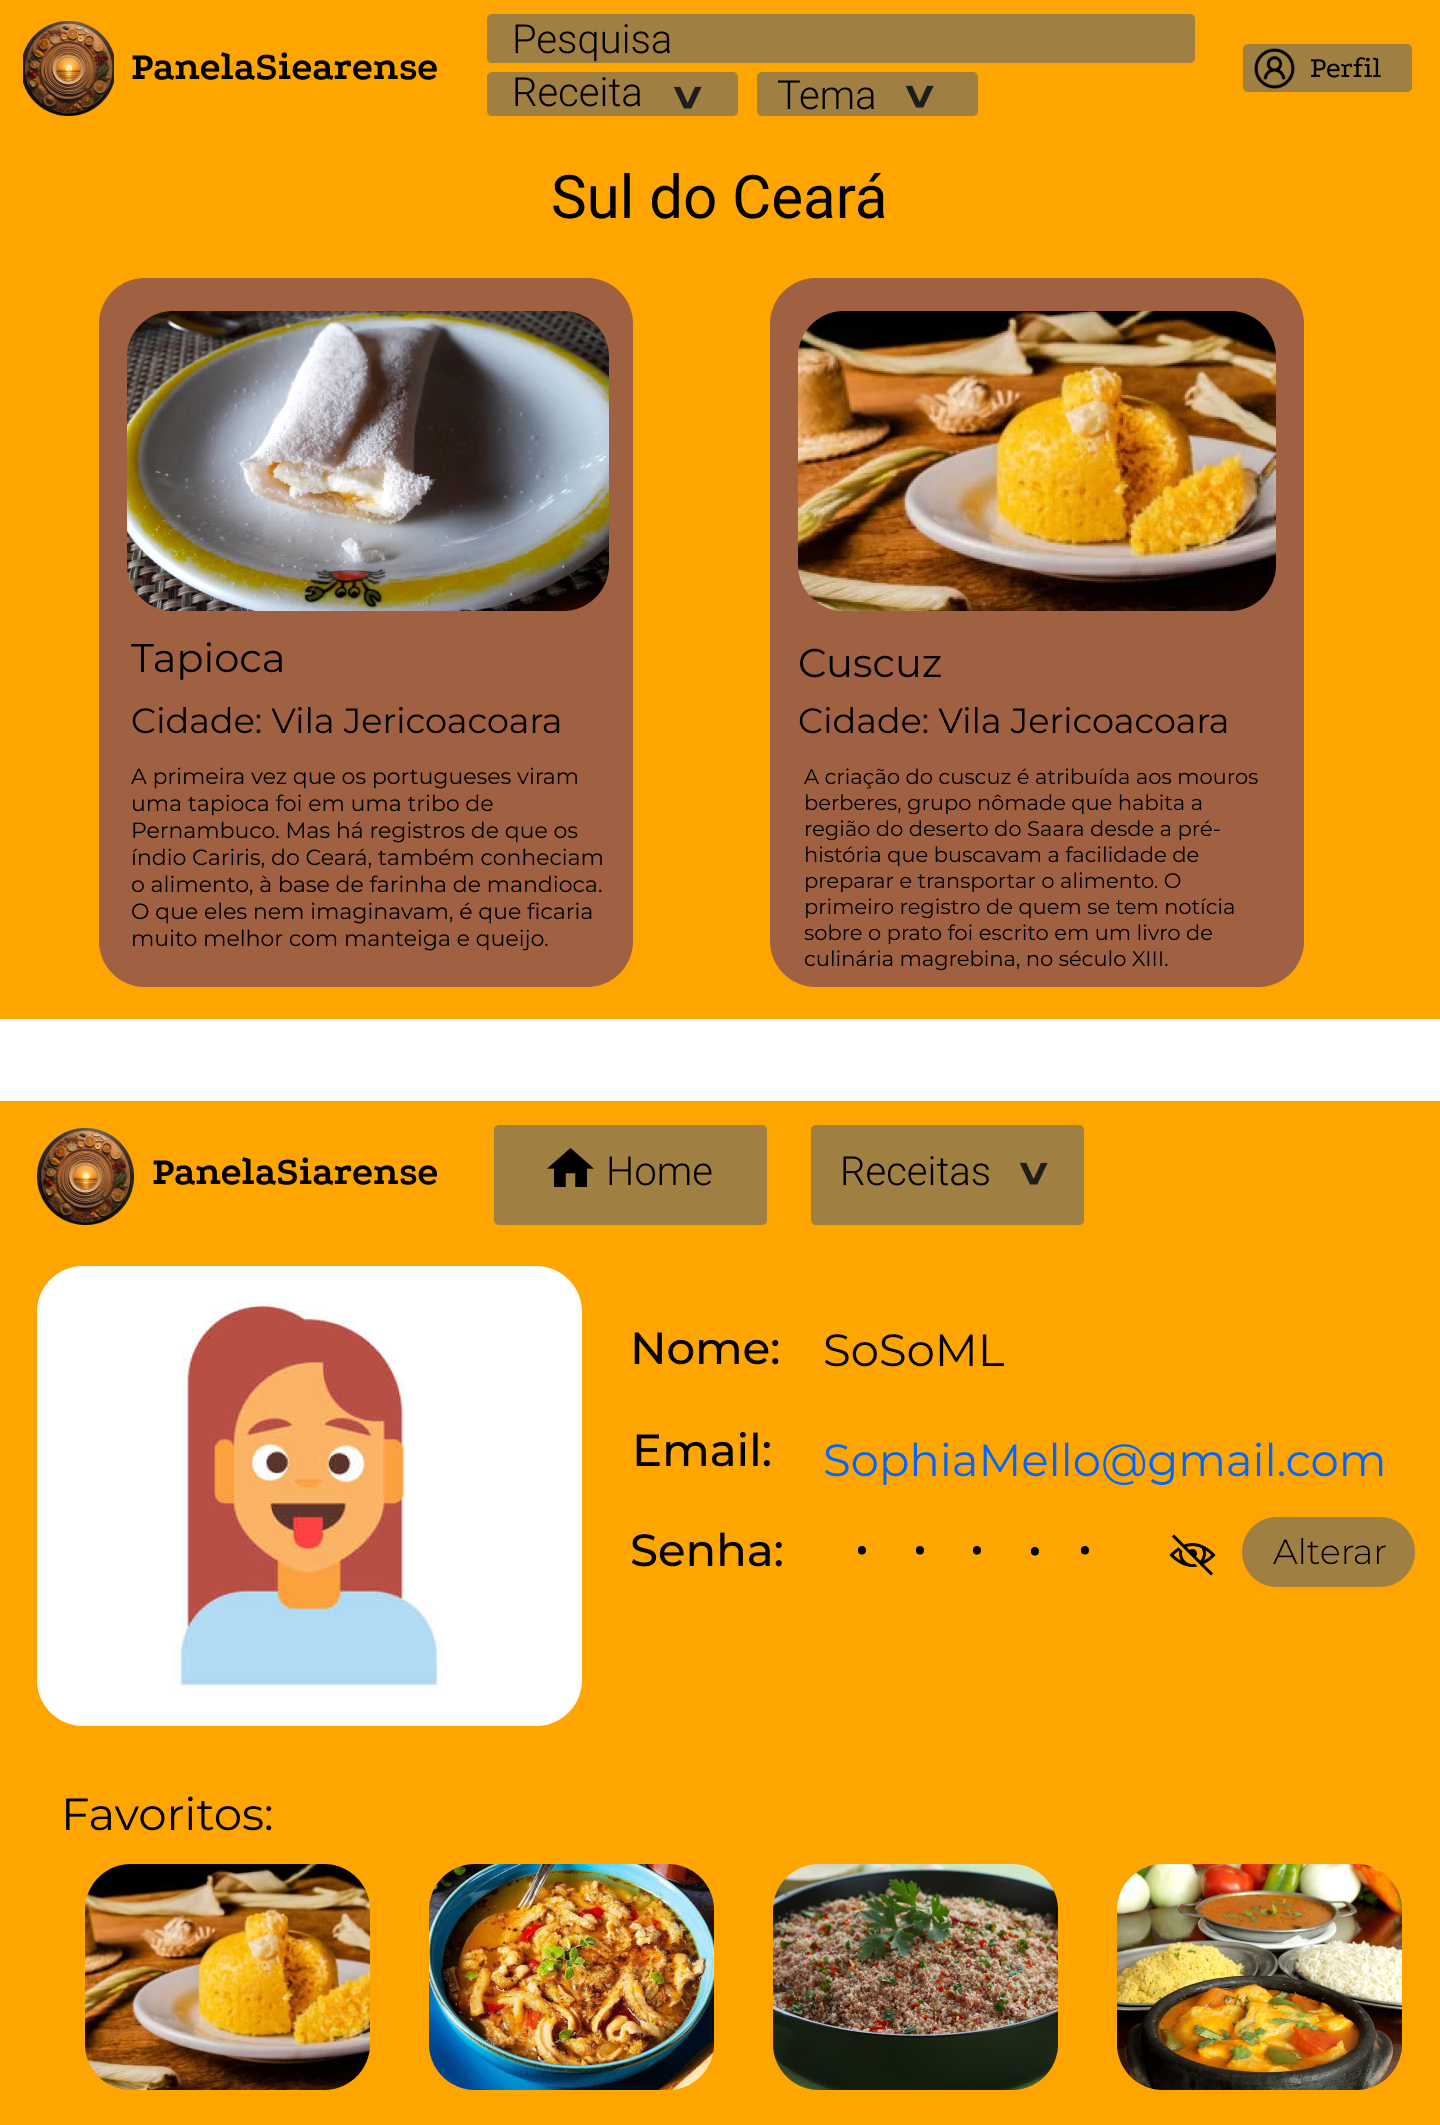 PanelaSiearense
Pesquisa
Receita
Tema
Perfil
Sul do Ceará
Tapioca
Cidade: Vila Jericoacoara
A primeira vez que os portugueses viram
uma tapioca foi em uma tribo de
Pernambuco. Mas há registros de que os
índio Cariris, do Ceará, também conheciam
o alimento, à base de farinha de mandioca.
O que eles nem imaginavam, é que ficaria
muito melhor com manteiga e queijo.
Cuscuz
Cidade: Vila Jericoacoara
A criação do cuscuz é atribuída aos mouros
berberes, grupo nômade que habita a
região do deserto do Saara desde a pré-
história que buscavam a facilidade de
preparar e transportar o alimento. O
primeiro registro de quem se tem notícia
sobre o prato foi escrito em um livro de
culinária magrebina, no século XIII.
PanelaSiarense
Home
Receitas
Nome: SoSoML
Email: SophiaMello@gmail.com
Senha: • • • • •
Alterar
Favoritos: